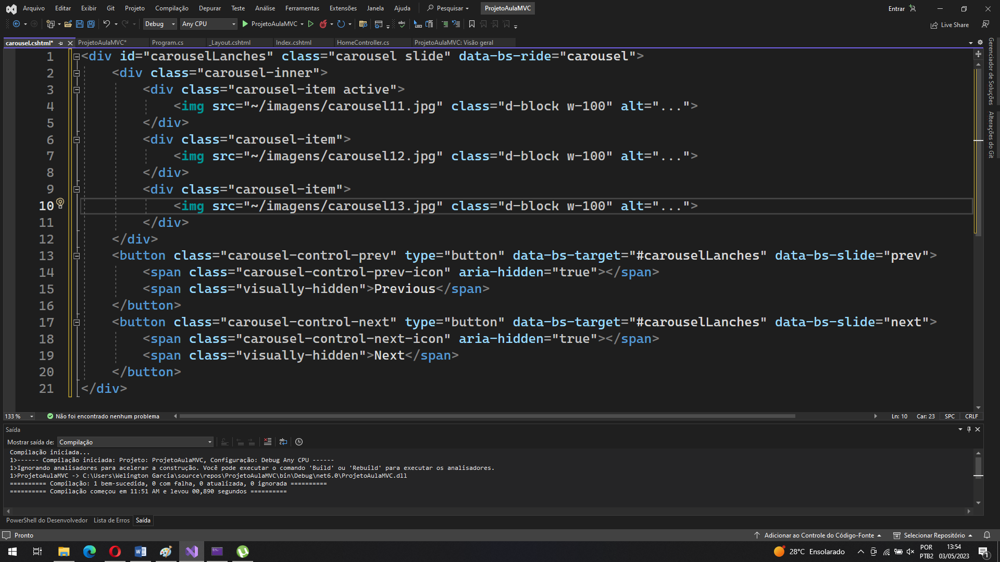 Arquivo Editar Exibir Git Projeto Compilação Depurar Teste Análise Ferramentas Extensões Janela Ajuda Pesquisar ProjetoAulaMVC Entrar
Debug Any CPU ProjetoAulaMVC Live Share
carousel.cshtml* ProjetoAulaMVC* Program.cs _Layout.cshtml Index.cshtml HomeController.cs ProjetoAulaMVC: Visão geral
1 <div id="carouselLanches" class="carousel slide" data-bs-ride="carousel">
2 <div class="carousel-inner">
3 <div class="carousel-item active">
4 <img src="~/imagens/carousel11.jpg" class="d-block w-100" alt="...">
5 </div>
6 <div class="carousel-item">
7 <img src="~/imagens/carousel12.jpg" class="d-block w-100" alt="...">
8 </div>
9 <div class="carousel-item">
10 <img src="~/imagens/carousel13.jpg" class="d-block w-100" alt="...">
11 </div>
12 </div>
13 <button class="carousel-control-prev" type="button" data-bs-target="#carouselLanches" data-bs-slide="prev">
14 <span class="carousel-control-prev-icon" aria-hidden="true"></span>
15 <span class="visually-hidden">Previous</span>
16 </button>
17 <button class="carousel-control-next" type="button" data-bs-target="#carouselLanches" data-bs-slide="next">
18 <span class="carousel-control-next-icon" aria-hidden="true"></span>
19 <span class="visually-hidden">Next</span>
20 </button>
21 </div>
Gerenciador de Soluções
Alterações do Git
133 % Não foi encontrado nenhum problema Ln: 10 Car: 23 SPC CRLF
Saída
Mostrar saída de: Compilação
Compilação iniciada...
1>------ Compilação iniciada: Projeto: ProjetoAulaMVC, Configuração: Debug Any CPU ------
1>Ignorando analisadores para acelerar a construção. Você pode executar o comando 'Build' ou 'Rebuild' para executar os analisadores.
1>ProjetoAulaMVC -> C:\Users\Welington Garcia\source\repos\ProjetoAulaMVC\bin\Debug\net6.0\ProjetoAulaMVC.dll
========== Compilação: 1 bem-sucedida, 0 com falha, 0 atualizada, 0 ignorada ==========
========== Compilação começou em 11:51 AM e levou 00,890 segundos ==========
PowerShell do Desenvolvedor Lista de Erros Saída
Pronto Adicionar ao Controle do Código-Fonte Selecionar Repositório
28°C Ensolarado POR 13:54
PTB2 03/05/2023 1